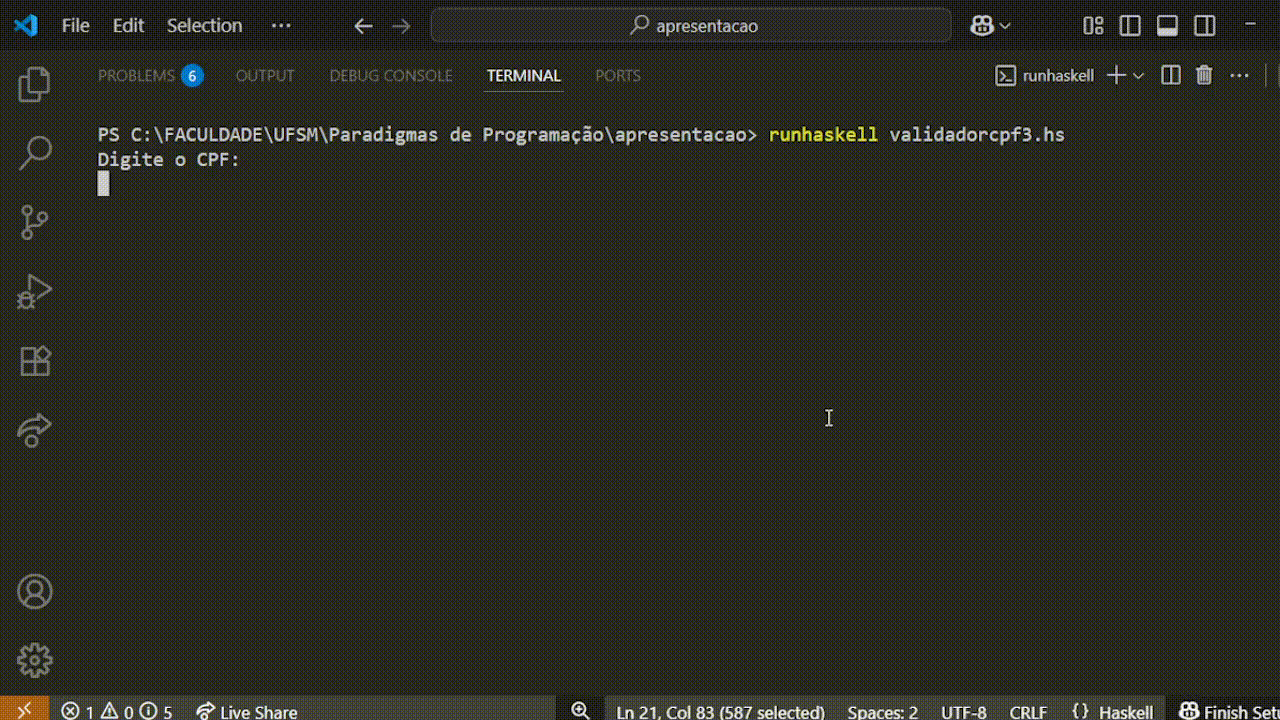 File Edit Selection ··· apresentacao
PROBLEMS 6 OUTPUT DEBUG CONSOLE TERMINAL PORTS runhaskell
PS C:\FACULDADE\UFSM\Paradigmas de Programação\apresentacao> runhaskell validadorcpf3.hs
Digite o CPF:
1 0 5 Live Share Ln 21, Col 83 (587 selected) Spaces: 2 UTF-8 CRLF {} Haskell Finish Set